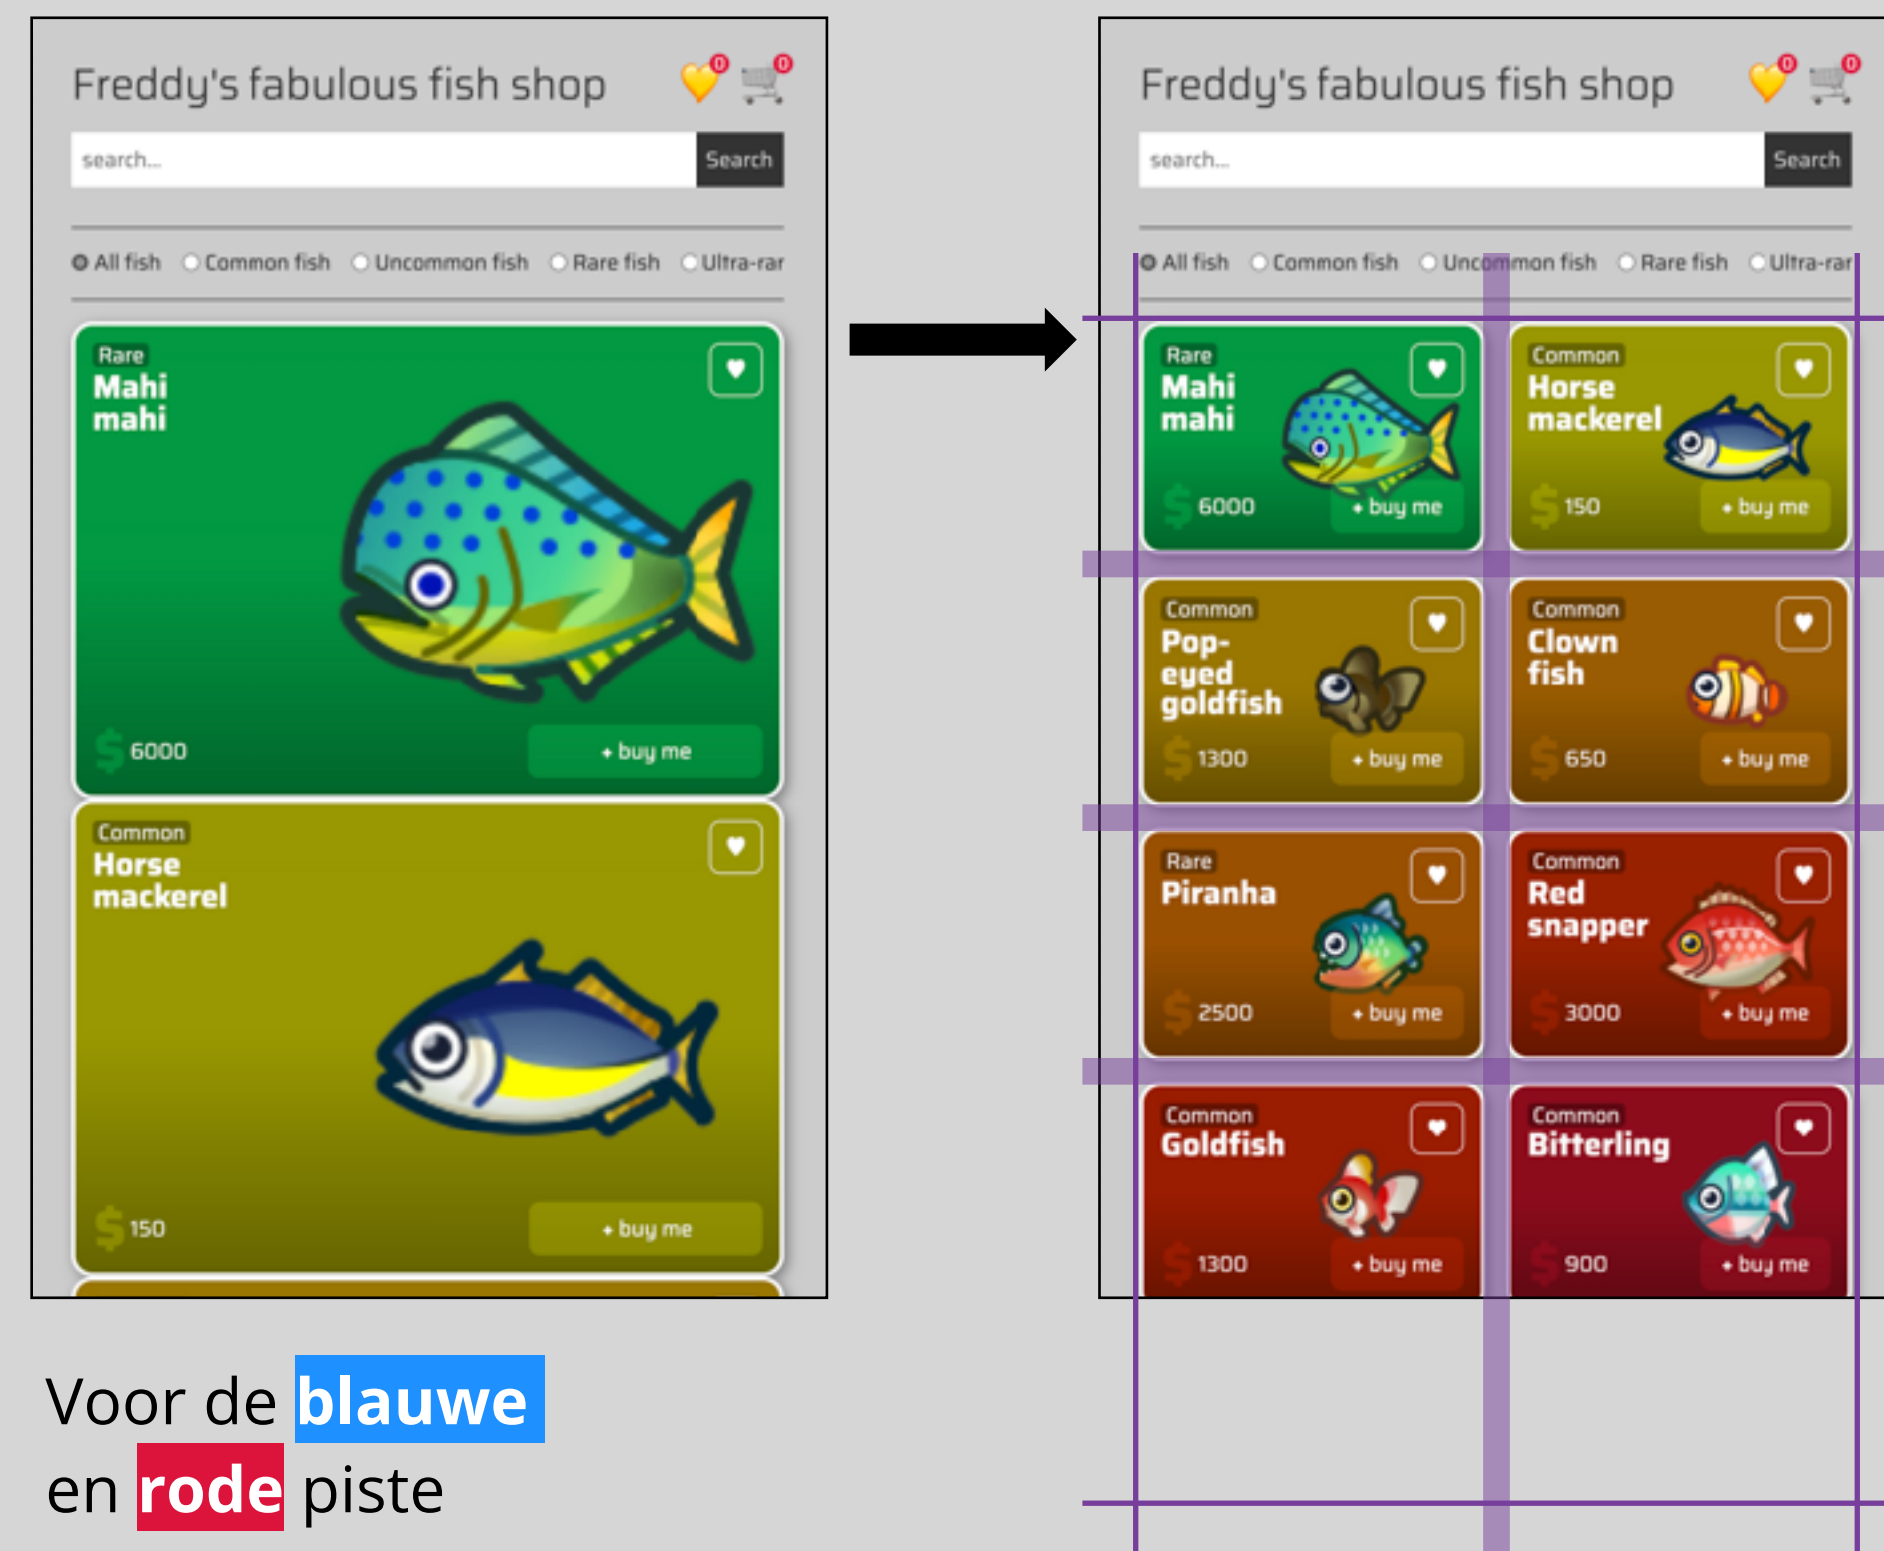 Freddy's fabulous fish shop
0
0
search...
Search
All fish
Common fish
Uncommon fish
Rare fish
Ultra-rar
Rare
Mahi
mahi
$ 6000
+ buy me
Common
Horse
mackerel
$ 150
+ buy me
Freddy's fabulous fish shop
0
0
search...
Search
All fish
Common fish
Uncommon fish
Rare fish
Ultra-rar
Rare
Mahi
mahi
$ 6000
+ buy me
Common
Horse
mackerel
$ 150
+ buy me
Common
Pop-
eyed
goldfish
$ 1300
+ buy me
Common
Clown
fish
$ 650
+ buy me
Rare
Piranha
$ 2500
+ buy me
Common
Red
snapper
$ 3000
+ buy me
Common
Goldfish
$ 1300
+ buy me
Common
Bitterling
$ 900
+ buy me
Voor de blauwe
en rode piste